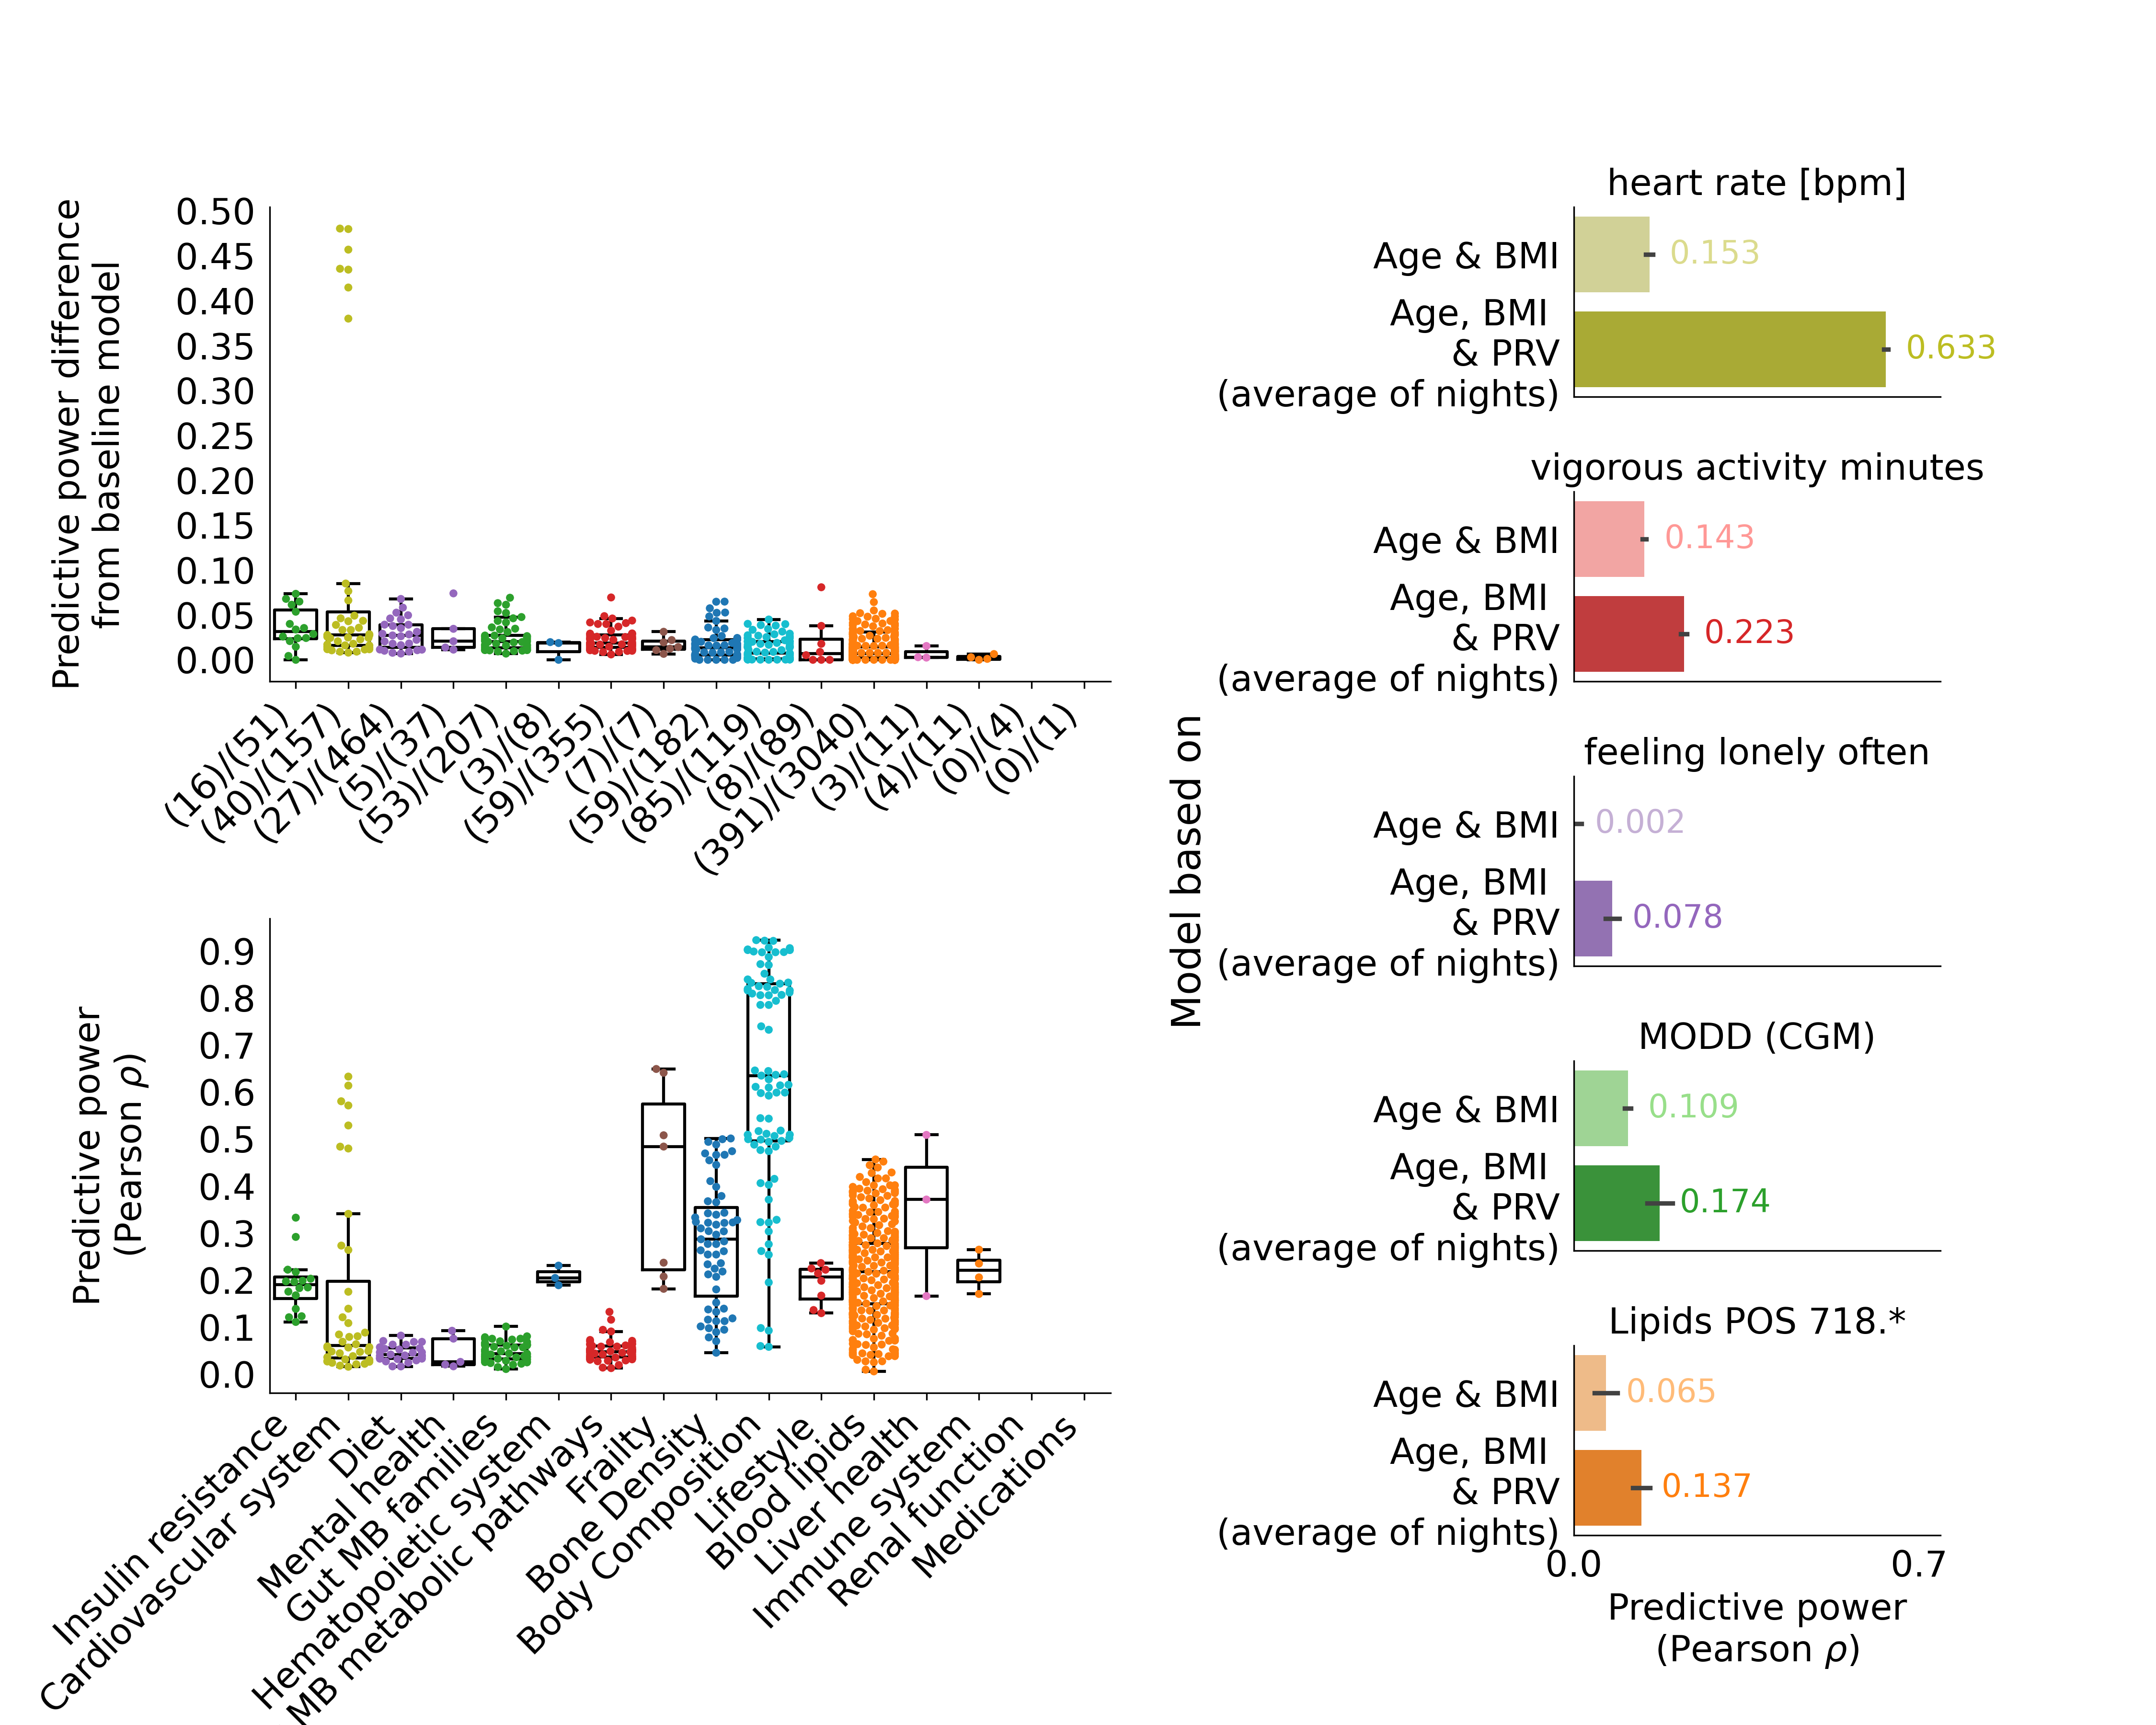 Predictive power difference
from baseline model
0.50
0.45
0.40
0.35
0.30
0.25
0.20
0.15
0.10
0.05
0.00
(16)/(51)
(40)/(157)
(27)/(464)
(5)/(37)
(53)/(207)
(3)/(8)
(59)/(355)
(7)/(7)
(59)/(182)
(85)/(119)
(8)/(89)
(391)/(3040)
(3)/(11)
(4)/(11)
(0)/(4)
(0)/(1)
Predictive power
(Pearson ρ)
0.9
0.8
0.7
0.6
0.5
0.4
0.3
0.2
0.1
0.0
Insulin resistance
Cardiovascular system
Diet
Mental health
Gut MB families
Hematopoietic system
MB metabolic pathways
Frailty
Bone Density
Body Composition
Lifestyle
Blood lipids
Liver health
Immune system
Renal function
Medications
Model based on
heart rate [bpm]
Age & BMI
0.153
Age, BMI
& PRV
(average of nights)
0.633
vigorous activity minutes
Age & BMI
0.143
Age, BMI
& PRV
(average of nights)
0.223
feeling lonely often
Age & BMI
0.002
Age, BMI
& PRV
(average of nights)
0.078
MODD (CGM)
Age & BMI
0.109
Age, BMI
& PRV
(average of nights)
0.174
Lipids POS 718.*
Age & BMI
0.065
Age, BMI
& PRV
(average of nights)
0.137
0.0
0.7
Predictive power
(Pearson ρ)